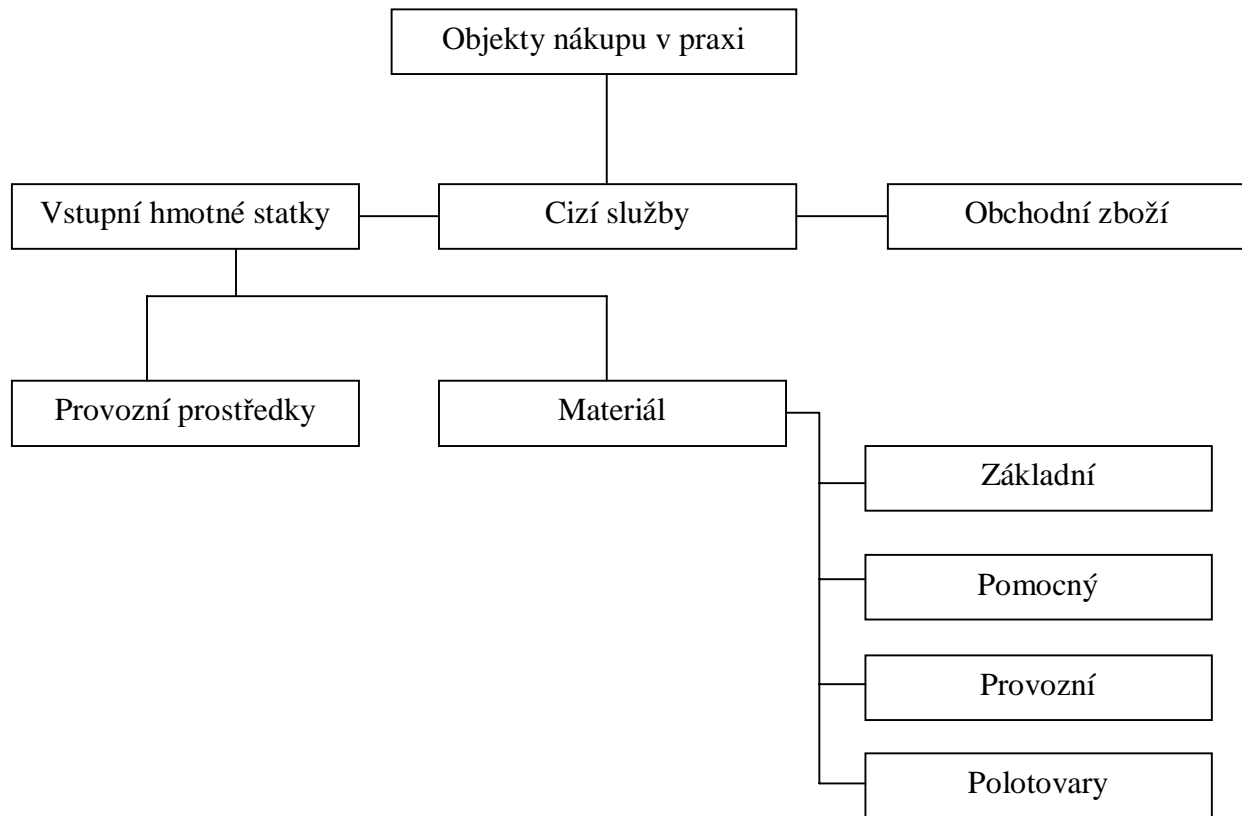 Objekty nákupu v praxi
Vstupní hmotné statky
Cizí služby
Obchodní zboží
Provozní prostředky
Materiál
Základní
Pomocný
Provozní
Polotovary